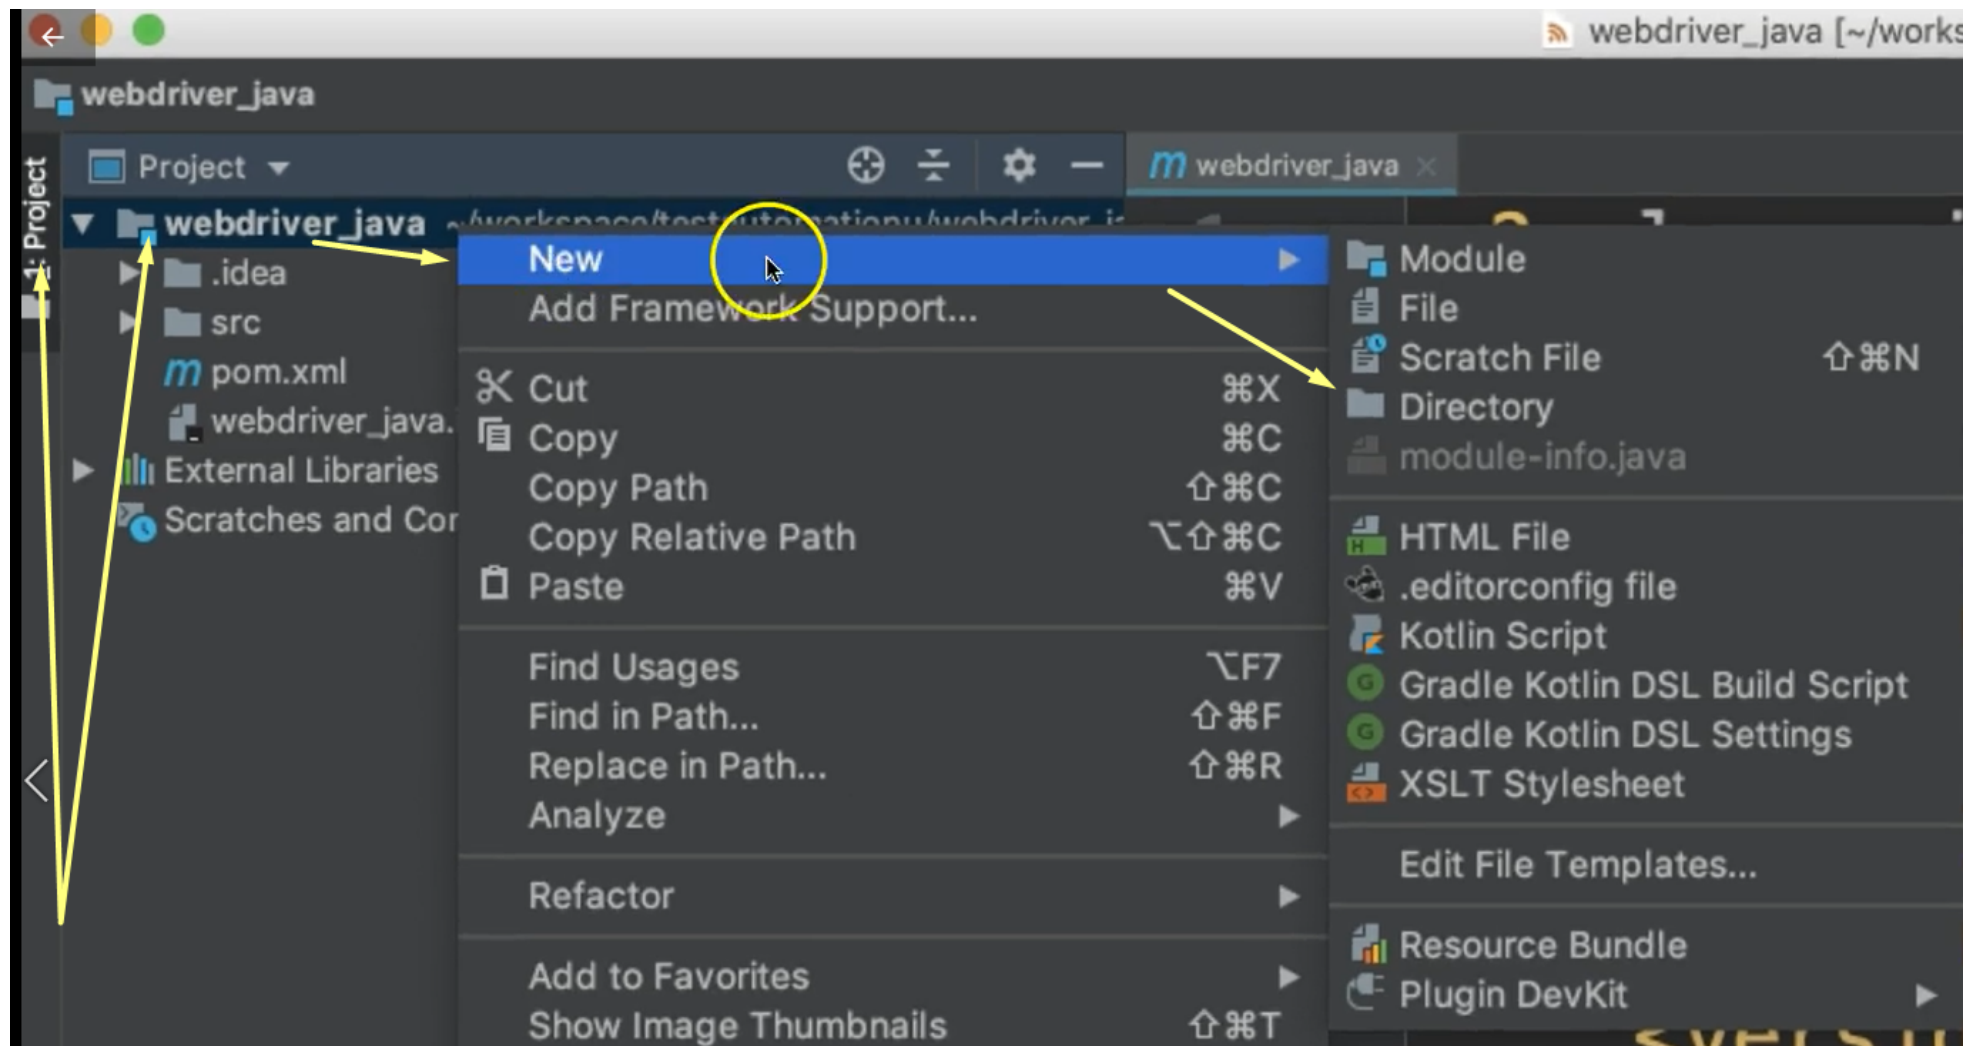 webdriver_java [~/works
webdriver_java
1: Project
Project
webdriver_java
webdriver_java ~/workspace/testautomationu/webdriver_ja
.idea
src
pom.xml
webdriver_java.
External Libraries
Scratches and Con
New
Add Framework Support...
Cut ⌘X
Copy ⌘C
Copy Path ⇧⌘C
Copy Relative Path ⌥⇧⌘C
Paste ⌘V
Find Usages ⌥F7
Find in Path... ⇧⌘F
Replace in Path... ⇧⌘R
Analyze
Refactor
Add to Favorites
Show Image Thumbnails ⇧⌘T
Module
File
Scratch File ⇧⌘N
Directory
module-info.java
HTML File
.editorconfig file
Kotlin Script
Gradle Kotlin DSL Build Script
Gradle Kotlin DSL Settings
XSLT Stylesheet
Edit File Templates...
Resource Bundle
Plugin DevKit